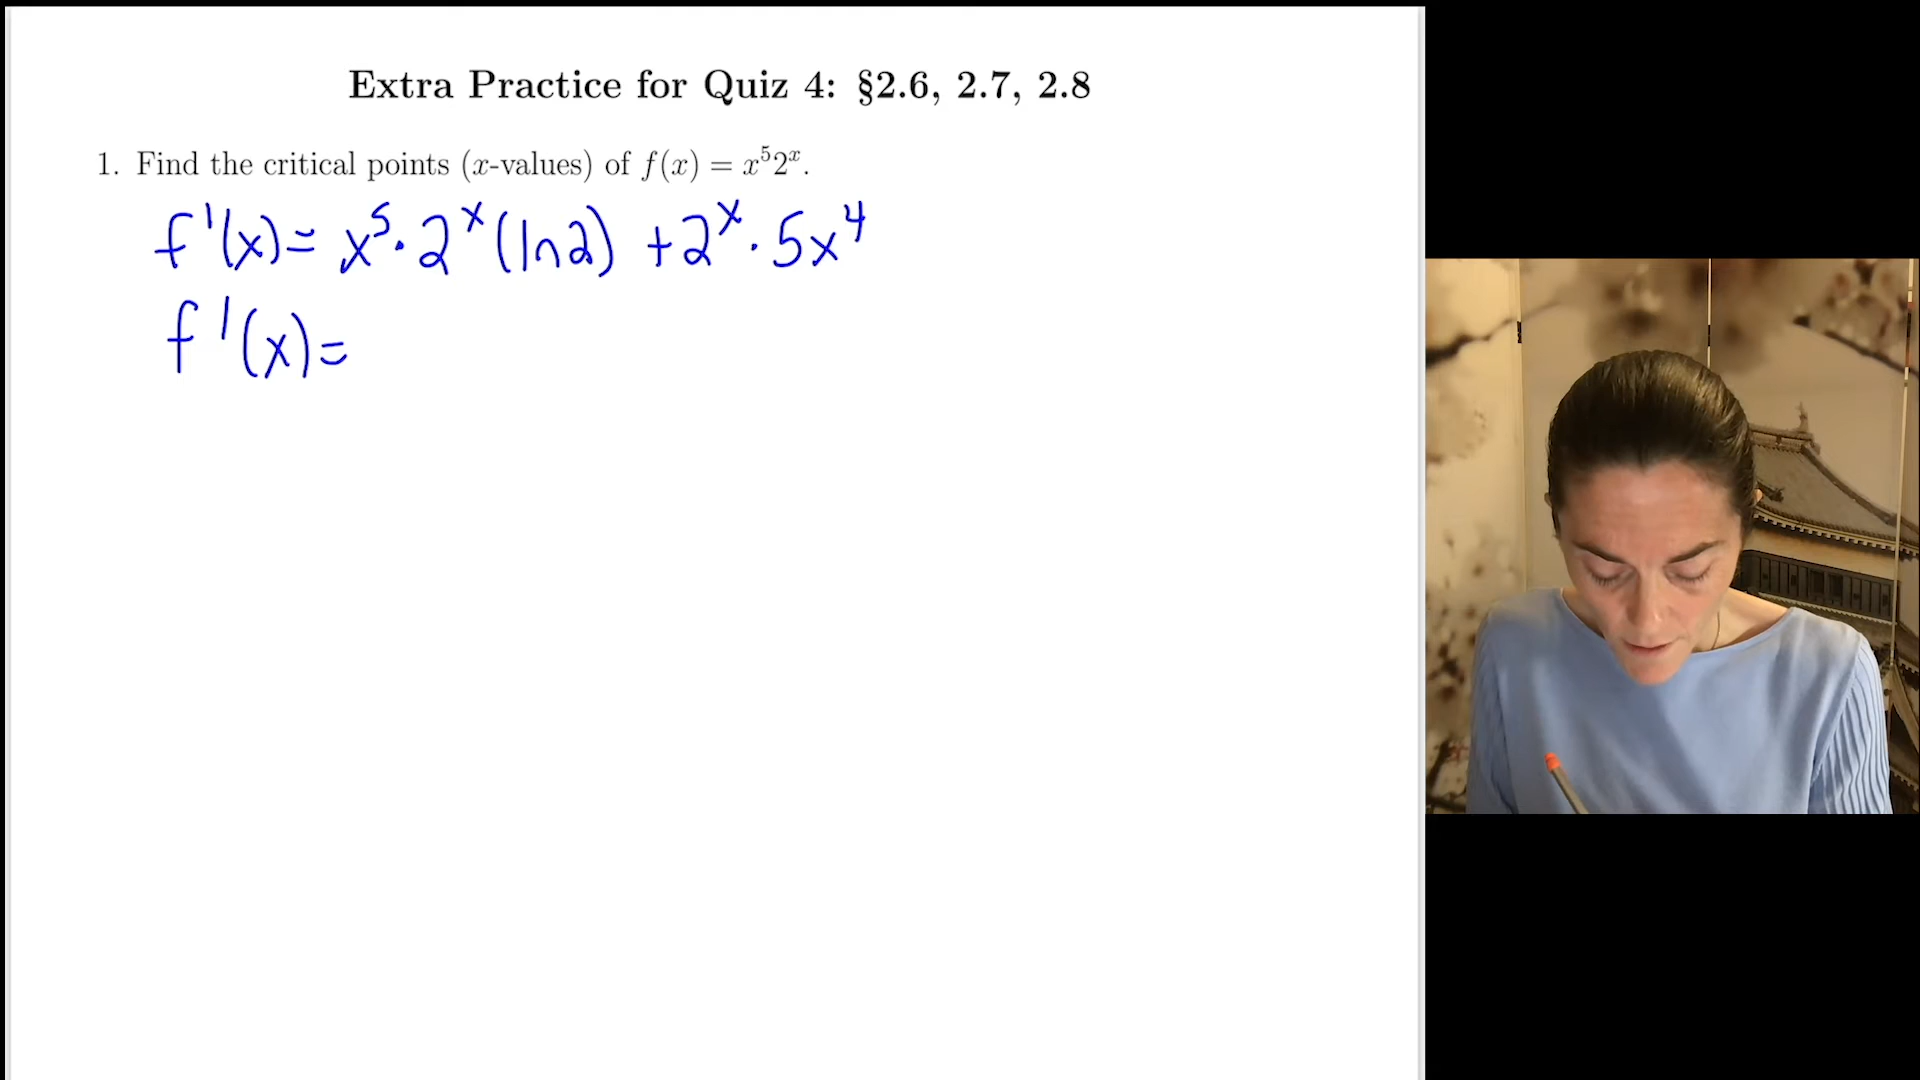 Extra Practice for Quiz 4: §2.6, 2.7, 2.8
1. Find the critical points (x-values) of f(x) = x⁵2ˣ.
f'(x) = x⁵ · 2ˣ (ln2) + 2ˣ · 5x⁴
f'(x) =